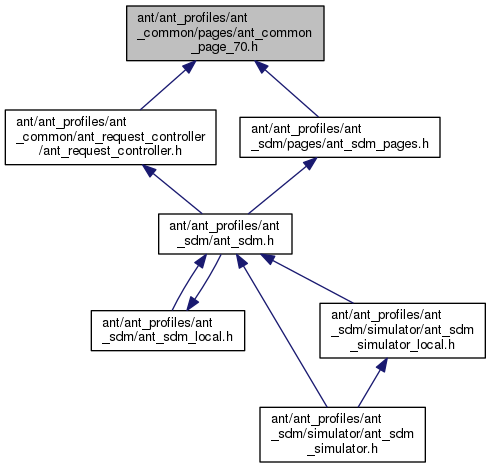 ant/ant_profiles/ant
_common/pages/ant_common
_page_70.h
ant/ant_profiles/ant
_common/ant_request_controller
/ant_request_controller.h
ant/ant_profiles/ant
_sdm/pages/ant_sdm_pages.h
ant/ant_profiles/ant
_sdm/ant_sdm.h
ant/ant_profiles/ant
_sdm/ant_sdm_local.h
ant/ant_profiles/ant
_sdm/simulator/ant_sdm
_simulator_local.h
ant/ant_profiles/ant
_sdm/simulator/ant_sdm
_simulator.h